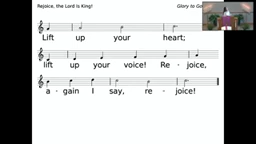 Rejoice, the Lord is King!
Glory to
Lift up your heart;
lift up your voice! Re - joice,
a - gain I say, re - joice!